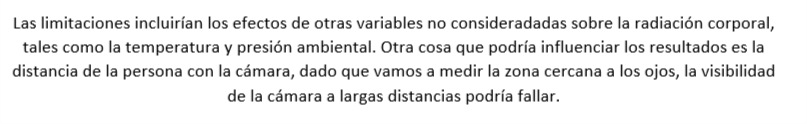 Las limitaciones incluirían los efectos de otras variables no consideradadas sobre la radiación corporal,
tales como la temperatura y presión ambiental. Otra cosa que podría influenciar los resultados es la
distancia de la persona con la cámara, dado que vamos a medir la zona cercana a los ojos, la visibilidad
de la cámara a largas distancias podría fallar.